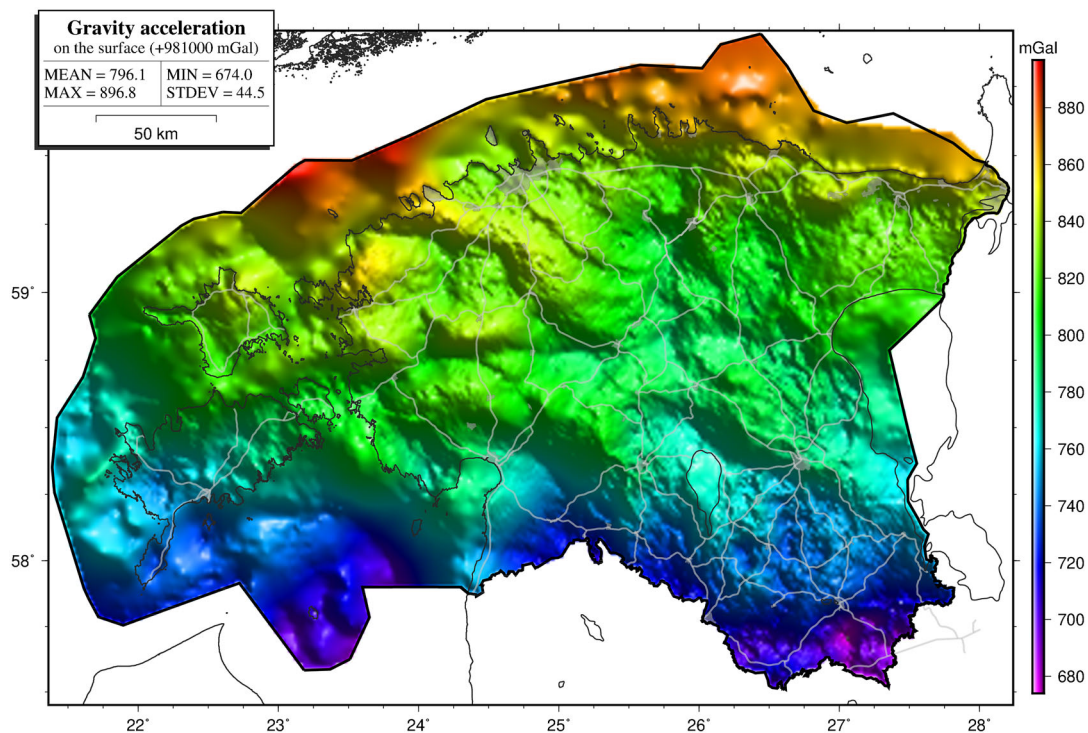 Gravity acceleration
on the surface (+981000 mGal)
MEAN = 796.1 MIN = 674.0
MAX = 896.8 STDEV = 44.5
50 km
mGal
880
860
840
820
800
780
760
740
720
700
680
59˚
58˚
22˚ 23˚ 24˚ 25˚ 26˚ 27˚ 28˚